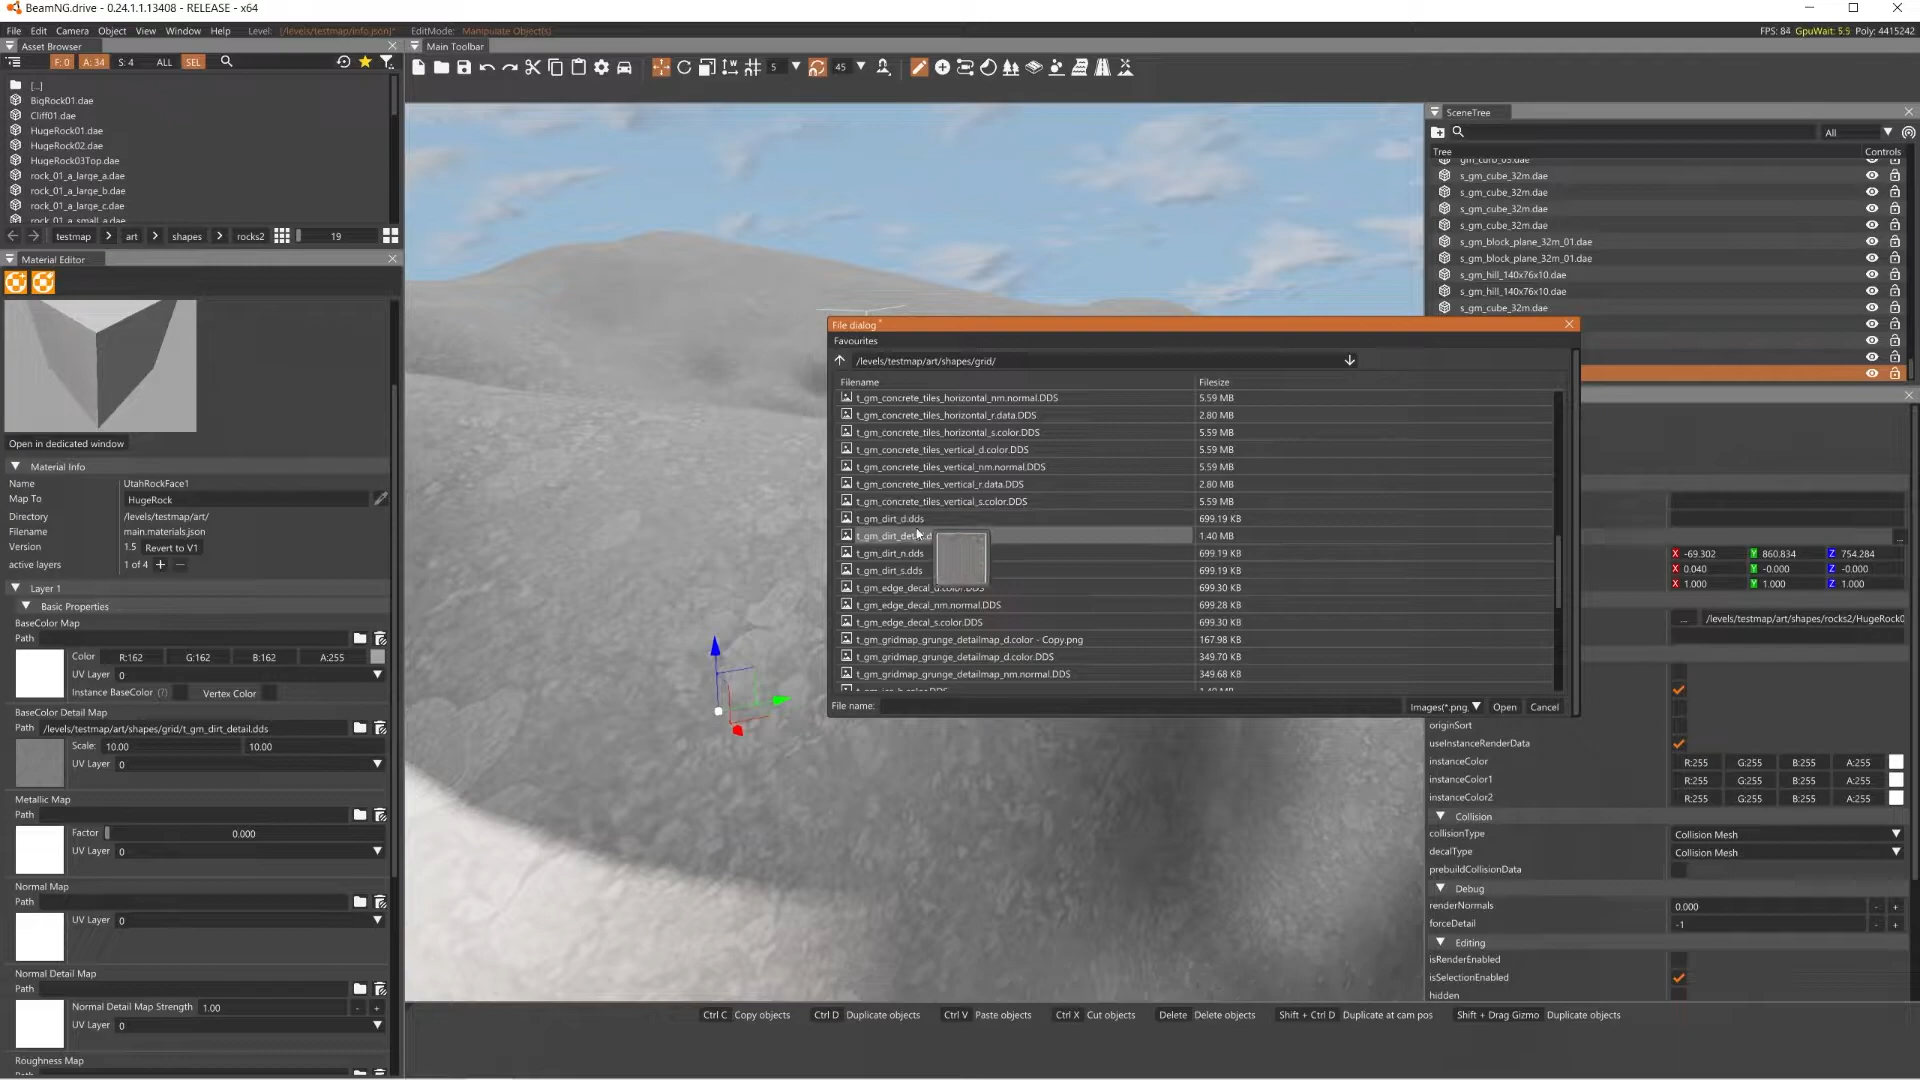 BeamNG.drive - 0.24.1.1.13408 - RELEASE - x64
File Edit Camera Object View Window Help Level: [/levels/testmap/info.json]* EditMode: Manipulate Object(s) FPS: 84 GpuWait: 5.5 Poly: 4415242
Asset Browser
F: 0 A: 34 S: 4 ALL SEL
[..]
BigRock01.dae
Cliff01.dae
HugeRock01.dae
HugeRock02.dae
HugeRock03Top.dae
rock_01_a_large_a.dae
rock_01_a_large_b.dae
rock_01_a_large_c.dae
rock_01_a_small_a.dae
testmap art shapes rocks2 19
Material Editor
Open in dedicated window
Material Info
Name UtahRockFace1
Map To HugeRock
Directory /levels/testmap/art/
Filename main.materials.json
Version 1.5 Revert to V1
active layers 1 of 4 + -
Layer 1
Basic Properties
BaseColor Map
Path
Color R:162 G:162 B:162 A:255
UV Layer 0
Instance BaseColor (?) Vertex Color
BaseColor Detail Map
Path /levels/testmap/art/shapes/grid/t_gm_dirt_detail.dds
Scale: 10.00 10.00
UV Layer 0
Metallic Map
Path
Factor 0.000
UV Layer 0
Normal Map
Path
UV Layer 0
Normal Detail Map
Path
Normal Detail Map Strength 1.00 - +
UV Layer 0
Roughness Map
Path
Main Toolbar
5 45
File dialog
Favourites
/levels/testmap/art/shapes/grid/
Filename Filesize
t_gm_concrete_tiles_horizontal_nm.normal.DDS 5.59 MB
t_gm_concrete_tiles_horizontal_r.data.DDS 2.80 MB
t_gm_concrete_tiles_horizontal_s.color.DDS 5.59 MB
t_gm_concrete_tiles_vertical_d.color.DDS 5.59 MB
t_gm_concrete_tiles_vertical_nm.normal.DDS 5.59 MB
t_gm_concrete_tiles_vertical_r.data.DDS 2.80 MB
t_gm_concrete_tiles_vertical_s.color.DDS 5.59 MB
t_gm_dirt_d.dds 699.19 KB
t_gm_dirt_detail.d 1.40 MB
t_gm_dirt_n.dds 699.19 KB
t_gm_dirt_s.dds 699.19 KB
t_gm_edge_decal_d.color.DDS 699.30 KB
t_gm_edge_decal_nm.normal.DDS 699.28 KB
t_gm_edge_decal_s.color.DDS 699.30 KB
t_gm_gridmap_grunge_detailmap_d.color - Copy.png 167.98 KB
t_gm_gridmap_grunge_detailmap_d.color.DDS 349.70 KB
t_gm_gridmap_grunge_detailmap_nm.normal.DDS 349.68 KB
File name: Images(*.png, Open Cancel
SceneTree
All
Tree Controls
gm_curb_05.dae
s_gm_cube_32m.dae
s_gm_cube_32m.dae
s_gm_cube_32m.dae
s_gm_cube_32m.dae
s_gm_block_plane_32m_01.dae
s_gm_block_plane_32m_01.dae
s_gm_hill_140x76x10.dae
s_gm_hill_140x76x10.dae
s_gm_cube_32m.dae
...
X -69.302 Y 860.834 Z 754.284
X 0.040 Y -0.000 Z -0.000
X 1.000 Y 1.000 Z 1.000
... /levels/testmap/art/shapes/rocks2/HugeRock0
originSort
useInstanceRenderData
instanceColor R:255 G:255 B:255 A:255
instanceColor1 R:255 G:255 B:255 A:255
instanceColor2 R:255 G:255 B:255 A:255
Collision
collisionType Collision Mesh
decalType Collision Mesh
prebuildCollisionData
Debug
renderNormals 0.000 - +
forceDetail -1 - +
Editing
isRenderEnabled
isSelectionEnabled
hidden
Ctrl C Copy objects Ctrl D Duplicate objects Ctrl V Paste objects Ctrl X Cut objects Delete Delete objects Shift + Ctrl D Duplicate at cam pos Shift + Drag Gizmo Duplicate objects